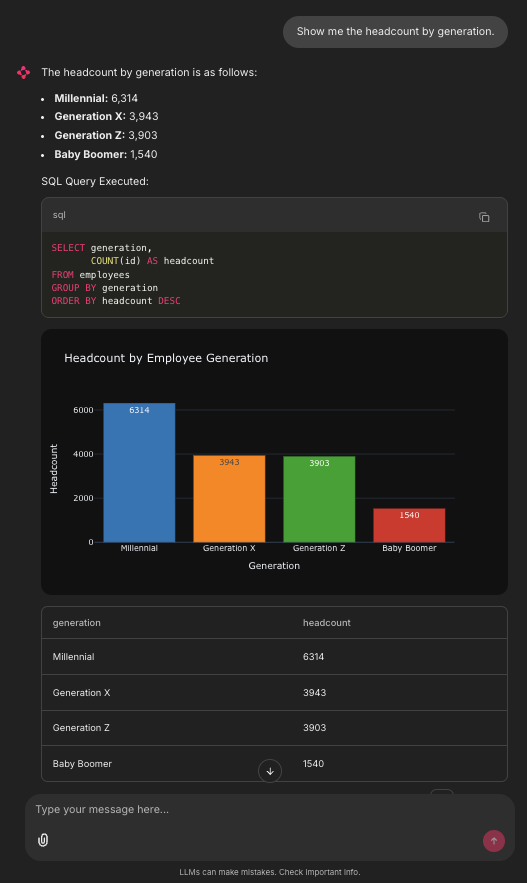 Show me the headcount by generation.
The headcount by generation is as follows:
• Millennial: 6,314
• Generation X: 3,943
• Generation Z: 3,903
• Baby Boomer: 1,540
SQL Query Executed:
sql
SELECT generation,
COUNT(id) AS headcount
FROM employees
GROUP BY generation
ORDER BY headcount DESC
Headcount by Employee Generation
Headcount
6000
4000
2000
0
6314
3943
3903
1540
Millennial
Generation X
Generation Z
Baby Boomer
Generation
generation headcount
Millennial 6314
Generation X 3943
Generation Z 3903
Baby Boomer 1540
Type your message here...
LLMs can make mistakes. Check important info.